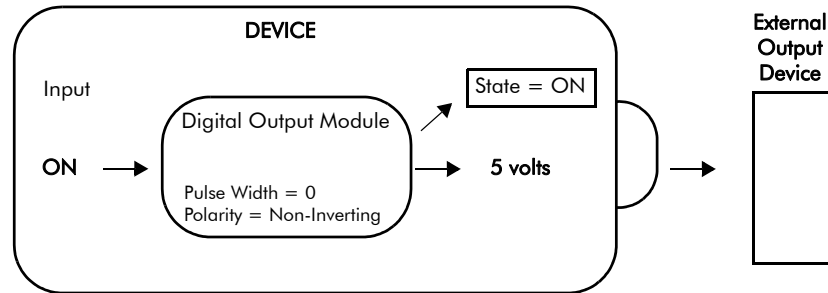 DEVICE
Input
ON
Digital Output Module
Pulse Width = 0
Polarity = Non-Inverting
State = ON
5 volts
External
Output
Device